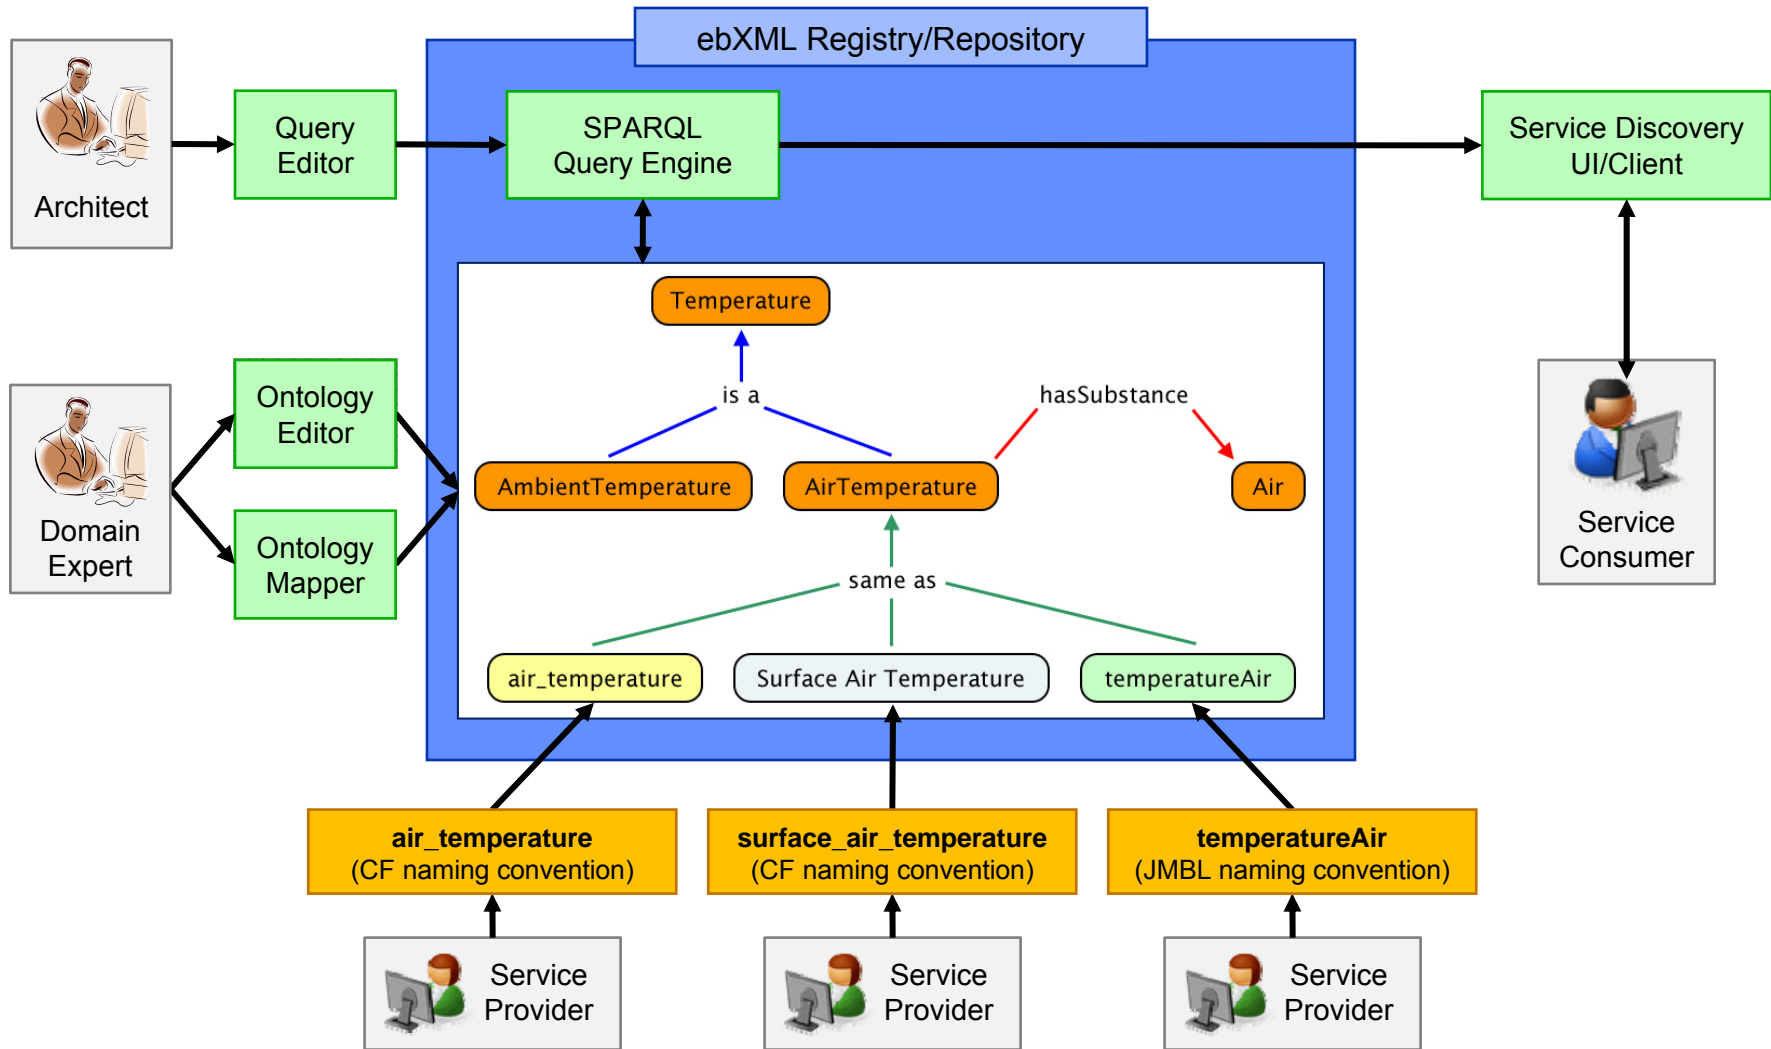 ebXML Registry/Repository
Architect
Query
Editor
SPARQL
Query Engine
Service Discovery
UI/Client
Temperature
is a
hasSubstance
AmbientTemperature
AirTemperature
Air
same as
air_temperature
Surface Air Temperature
temperatureAir
Domain
Expert
Ontology
Editor
Ontology
Mapper
Service
Consumer
air_temperature
(CF naming convention)
surface_air_temperature
(CF naming convention)
temperatureAir
(JMBL naming convention)
Service
Provider
Service
Provider
Service
Provider